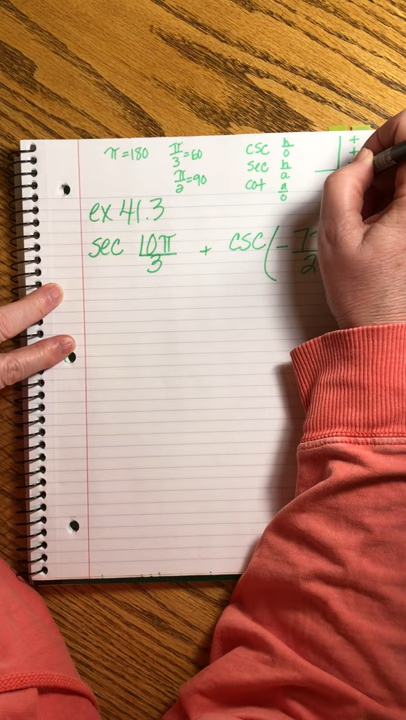 π = 180 π/3 = 60 csc h/o
π/2 = 90 sec h/a
cot a/o
ex 41.3
sec 10π/3 + csc(-π/2